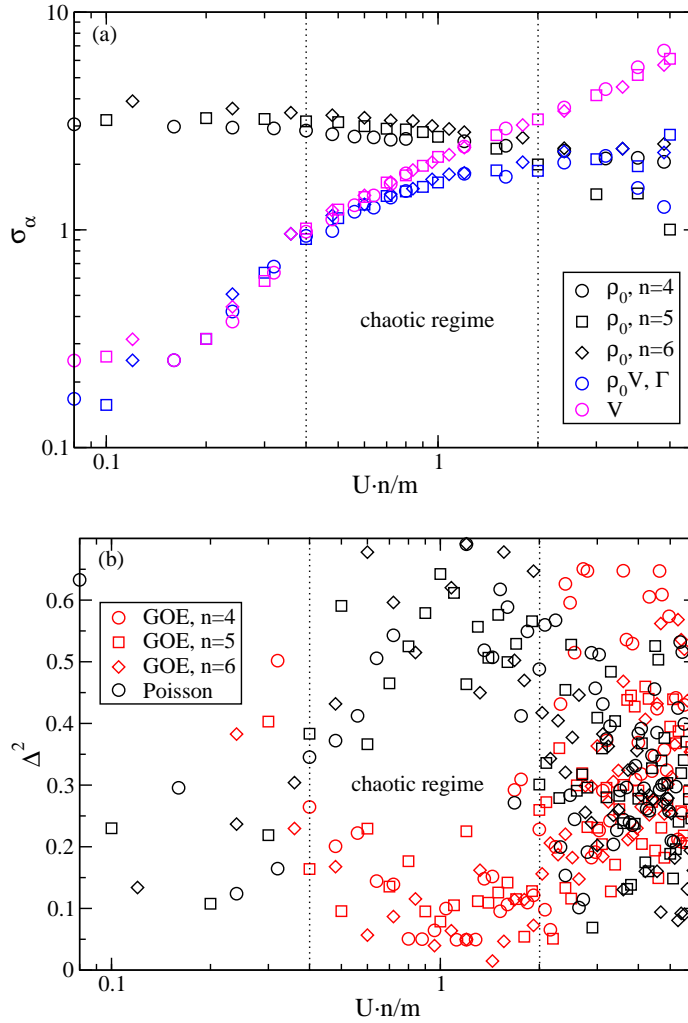 10
(a)
σα
1
chaotic regime
ρ0, n=4
ρ0, n=5
ρ0, n=6
ρ0V, Γ
V
0.1
0.1
1
U·n/m
(b)
0.6
GOE, n=4
GOE, n=5
GOE, n=6
Poisson
0.5
0.4
Δ2
0.3
chaotic regime
0.2
0.1
0
0.1
1
U·n/m